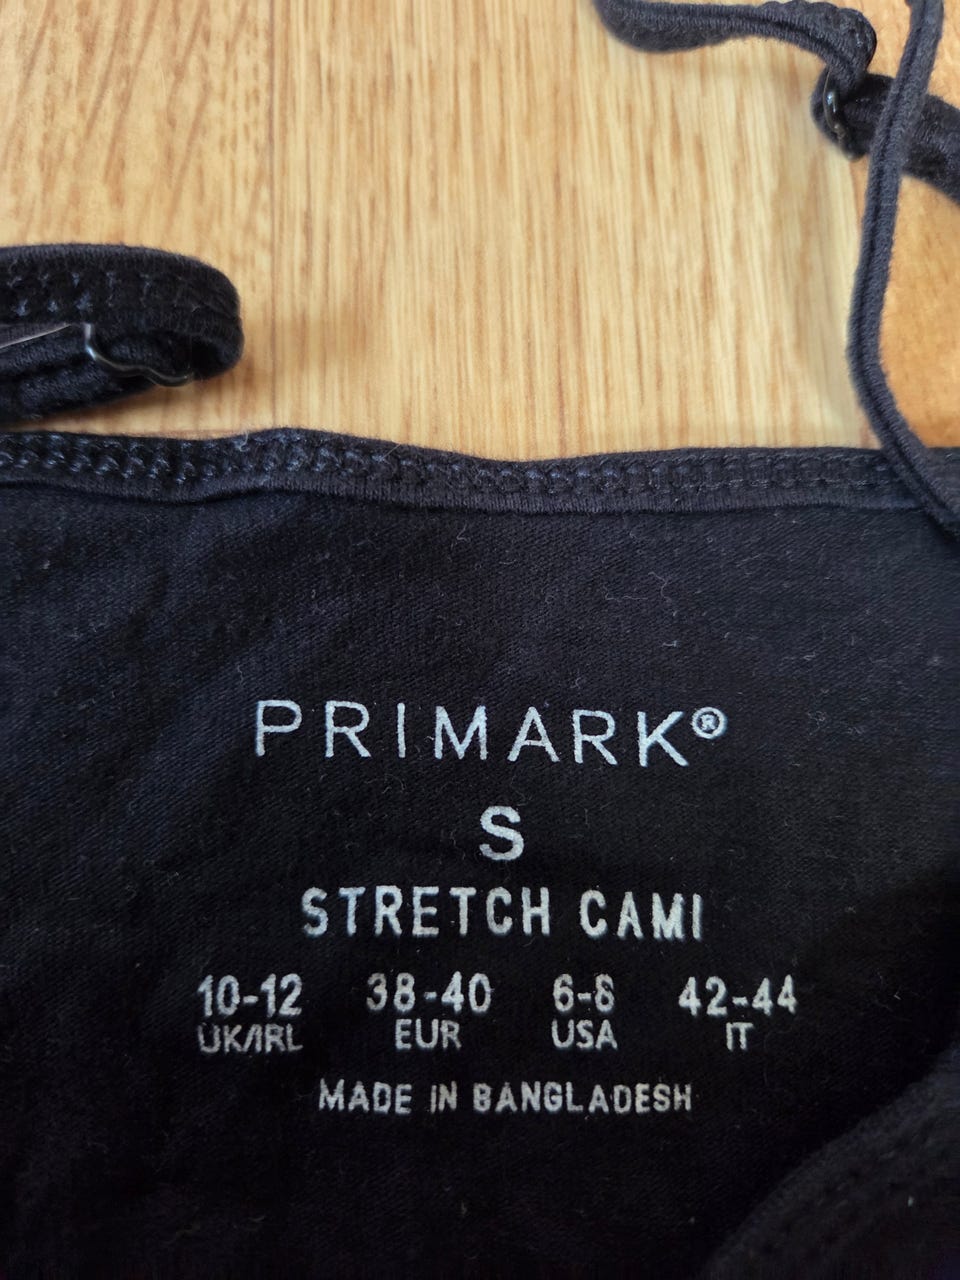 PRIMARK®
S
STRETCH CAMI
10-12 38-40 6-8 42-44
UK/IRL EUR USA IT
MADE IN BANGLADESH